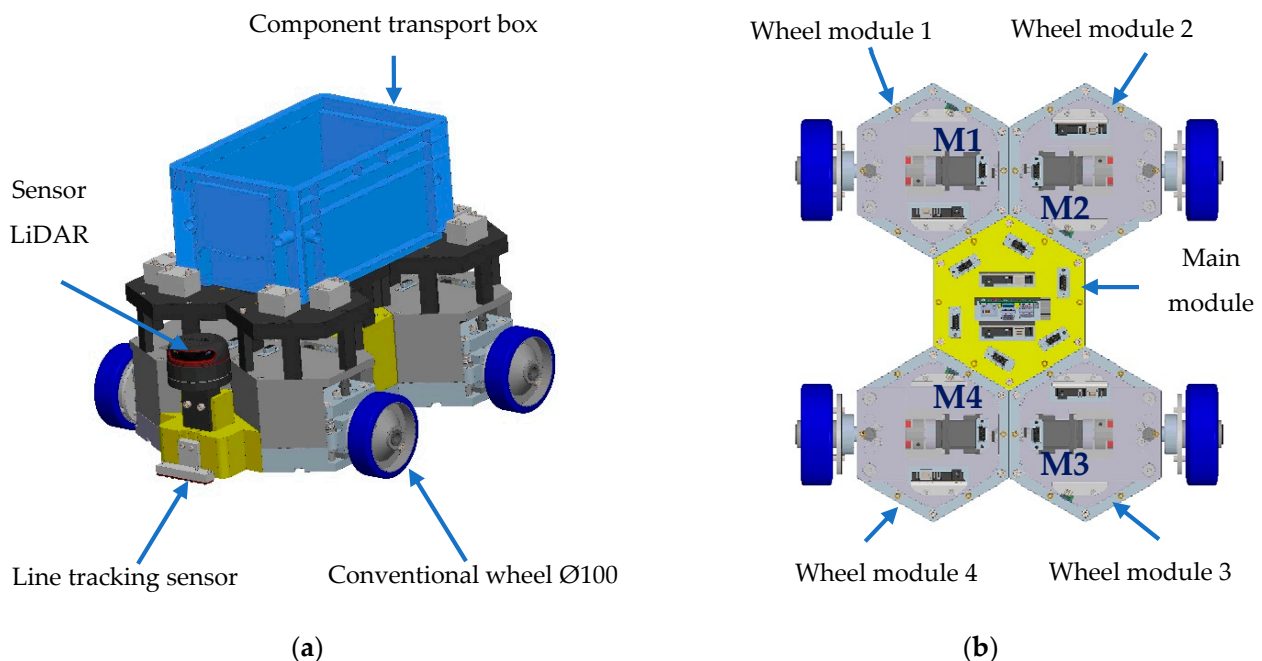 Component transport box
Sensor
LiDAR
Line tracking sensor
Conventional wheel Ø100
(a)
Wheel module 1
Wheel module 2
M1
M2
Main
module
M4
M3
Wheel module 4
Wheel module 3
(b)